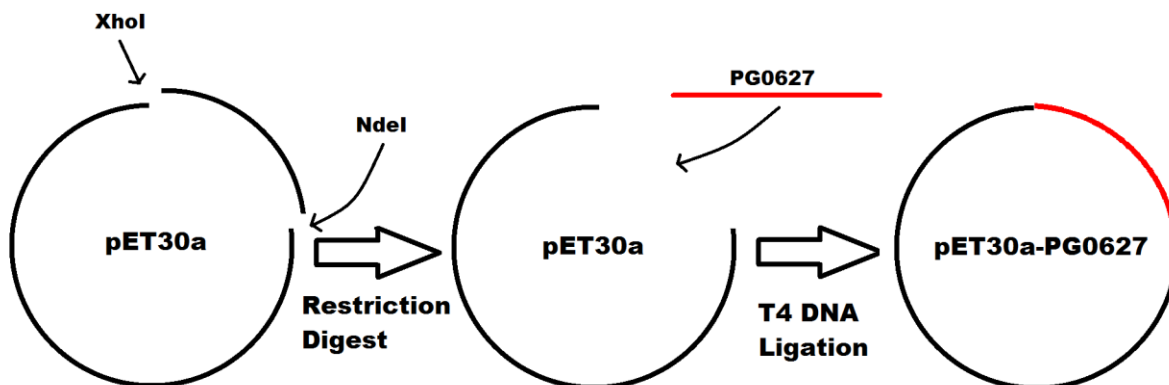 XhoI
NdeI
pET30a
Restriction
Digest
PG0627
pET30a
T4 DNA
Ligation
pET30a-PG0627